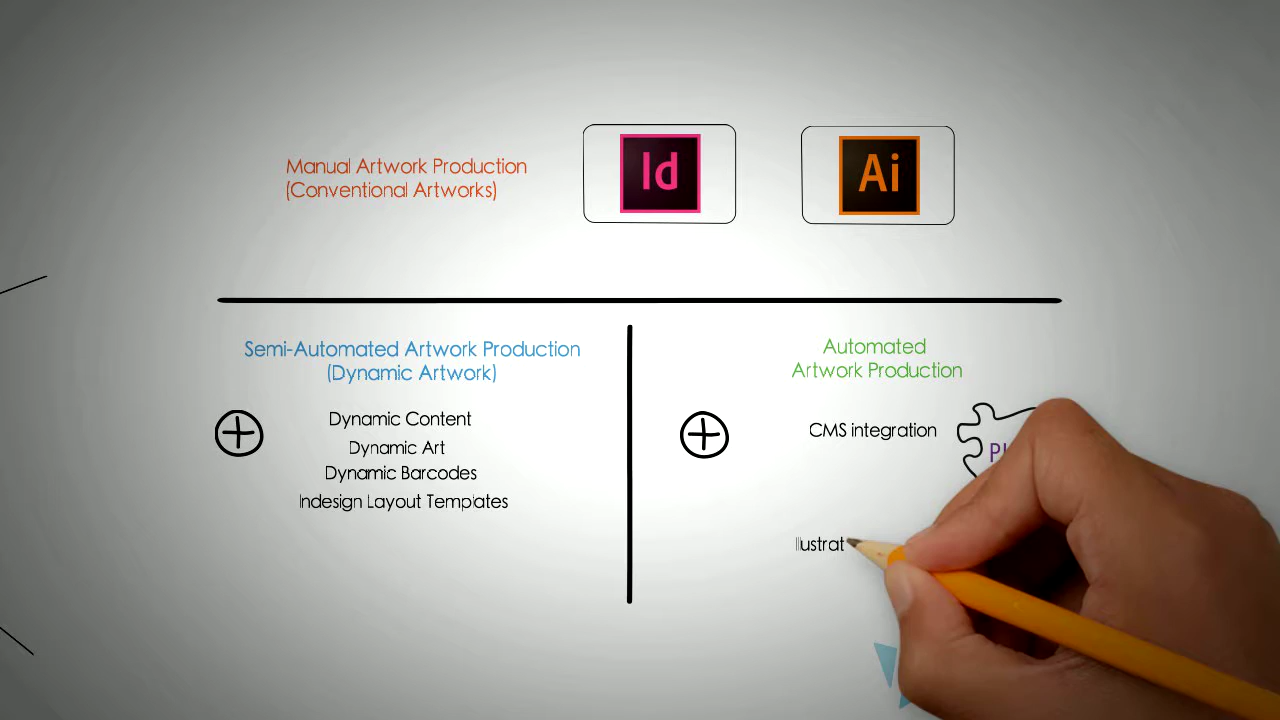 Manual Artwork Production
(Conventional Artworks)
Id
Ai
Semi-Automated Artwork Production
(Dynamic Artwork)
Dynamic Content
Dynamic Art
Dynamic Barcodes
Indesign Layout Templates
Automated
Artwork Production
CMS integration
Illustrat